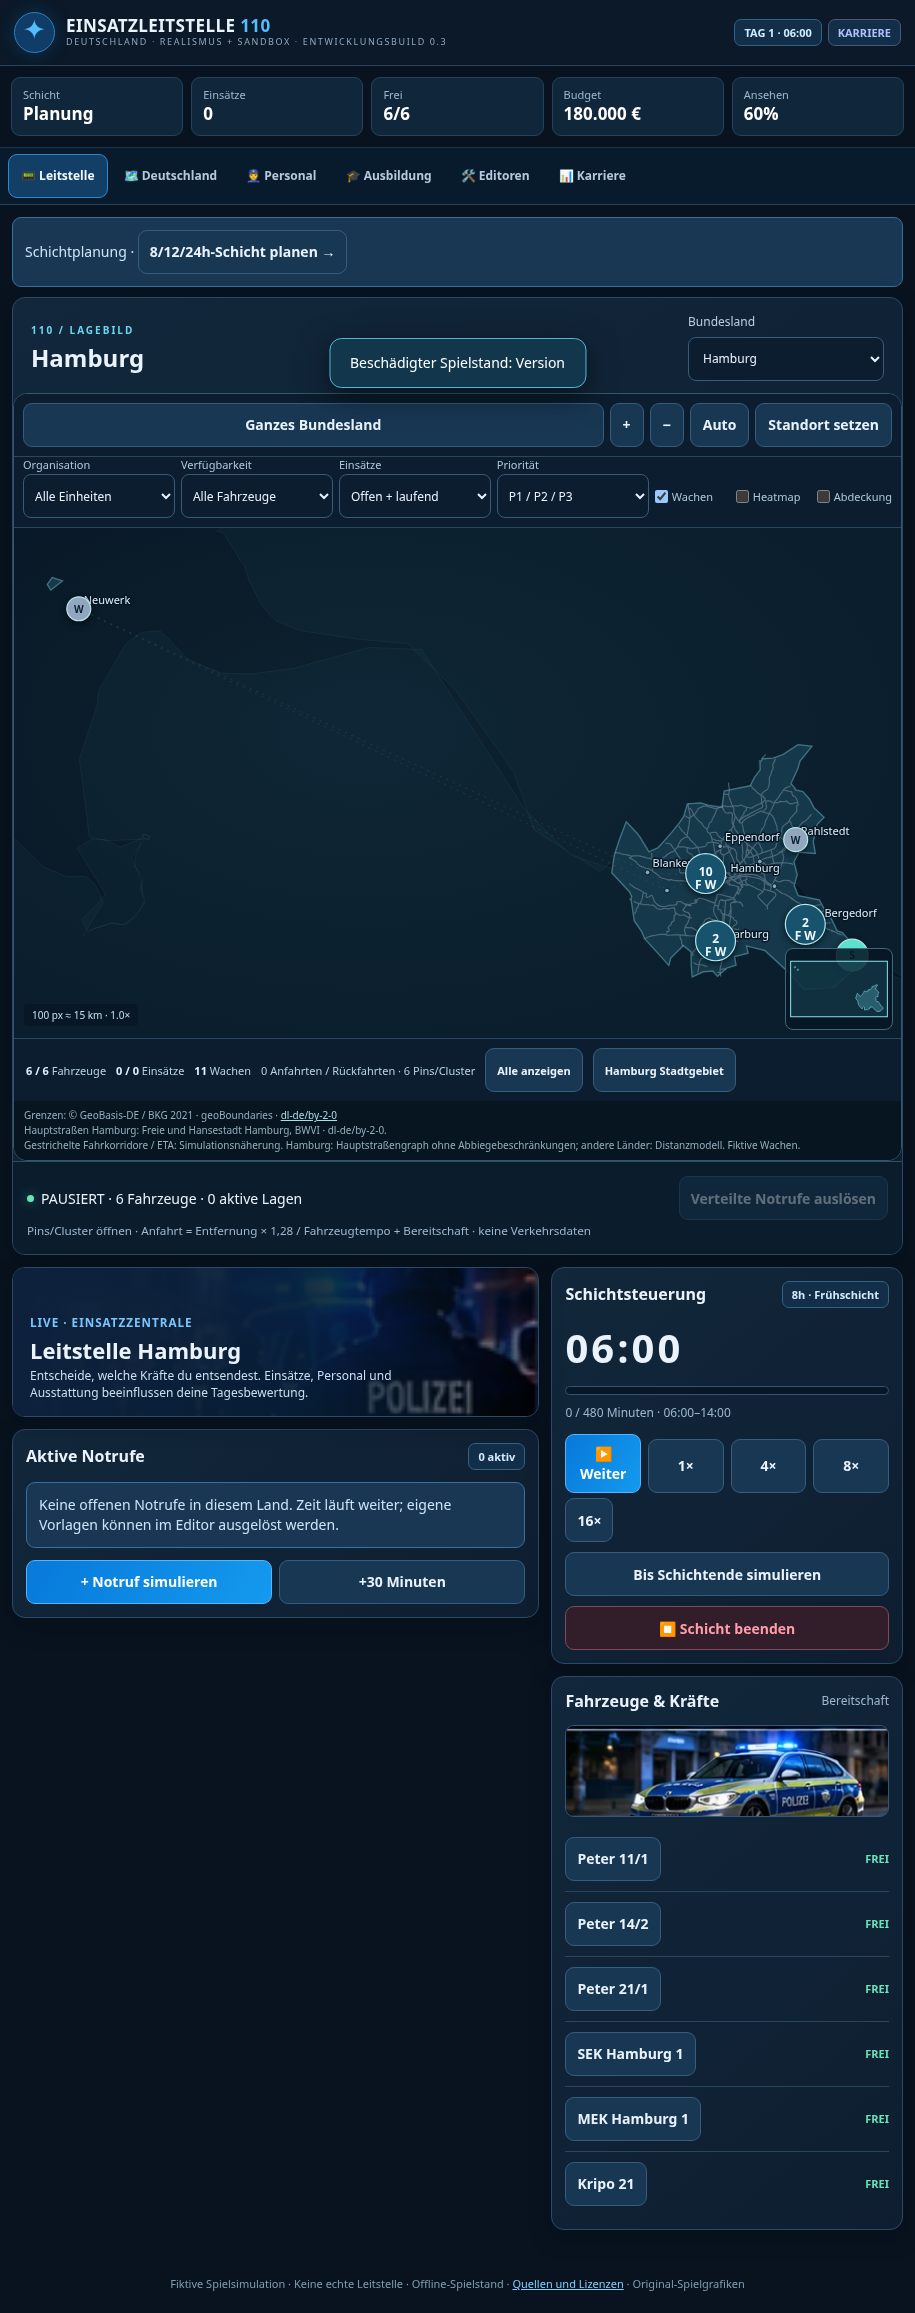 EINSATZLEITSTELLE 110
DEUTSCHLAND · REALISMUS + SANDBOX · ENTWICKLUNGSBUILD 0.3
TAG 1 · 06:00
KARRIERE
Schicht
Planung
Einsätze
0
Frei
6/6
Budget
180.000 €
Ansehen
60%
Leitstelle
Deutschland
Personal
Ausbildung
Editoren
Karriere
Schichtplanung · 8/12/24h-Schicht planen →
110 / LAGEBILD
Hamburg
Bundesland
Hamburg
Beschädigter Spielstand: Version
Ganzes Bundesland
+
−
Auto
Standort setzen
Organisation
Verfügbarkeit
Einsätze
Priorität
Alle Einheiten
Alle Fahrzeuge
Offen + laufend
P1 / P2 / P3
Wachen
Heatmap
Abdeckung
W
Neuwerk
Eppendorf
W
Rahlstedt
Blanke
10
F W
Hamburg
2
F W
Bergedorf
2
F W
arburg
S
100 px ≈ 15 km · 1.0×
6 / 6 Fahrzeuge
0 / 0 Einsätze
11 Wachen
0 Anfahrten / Rückfahrten · 6 Pins/Cluster
Alle anzeigen
Hamburg Stadtgebiet
Grenzen: © GeoBasis-DE / BKG 2021 · geoBoundaries · dl-de/by-2-0
Hauptstraßen Hamburg: Freie und Hansestadt Hamburg, BWVI · dl-de/by-2-0.
Gestrichelte Fahrkorridore / ETA: Simulationsnäherung. Hamburg: Hauptstraßengraph ohne Abbiegebeschränkungen; andere Länder: Distanzmodell. Fiktive Wachen.
PAUSIERT · 6 Fahrzeuge · 0 aktive Lagen
Verteilte Notrufe auslösen
Pins/Cluster öffnen · Anfahrt = Entfernung × 1,28 / Fahrzeugtempo + Bereitschaft · keine Verkehrsdaten
LIVE · EINSATZZENTRALE
Leitstelle Hamburg
Entscheide, welche Kräfte du entsendest. Einsätze, Personal und
Ausstattung beeinflussen deine Tagesbewertung.
POLIZEI
Aktive Notrufe
0 aktiv
Keine offenen Notrufe in diesem Land. Zeit läuft weiter; eigene
Vorlagen können im Editor ausgelöst werden.
+ Notruf simulieren
+30 Minuten
Schichtsteuerung
8h · Frühschicht
06:00
0 / 480 Minuten · 06:00–14:00
Weiter
1×
4×
8×
16×
Bis Schichtende simulieren
Schicht beenden
Fahrzeuge & Kräfte
Bereitschaft
POLIZEI
Peter 11/1
FREI
Peter 14/2
FREI
Peter 21/1
FREI
SEK Hamburg 1
FREI
MEK Hamburg 1
FREI
Kripo 21
FREI
Fiktive Spielsimulation · Keine echte Leitstelle · Offline-Spielstand · Quellen und Lizenzen · Original-Spielgrafiken